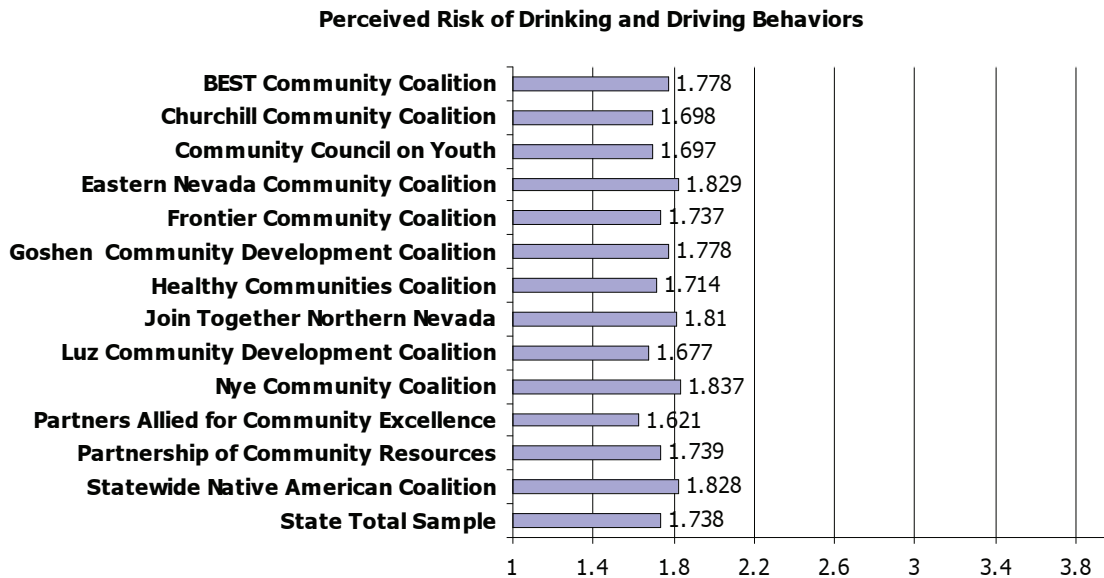 Perceived Risk of Drinking and Driving Behaviors
BEST Community Coalition 1.778
Churchill Community Coalition 1.698
Community Council on Youth 1.697
Eastern Nevada Community Coalition 1.829
Frontier Community Coalition 1.737
Goshen Community Development Coalition 1.778
Healthy Communities Coalition 1.714
Join Together Northern Nevada 1.81
Luz Community Development Coalition 1.677
Nye Community Coalition 1.837
Partners Allied for Community Excellence 1.621
Partnership of Community Resources 1.739
Statewide Native American Coalition 1.828
State Total Sample 1.738
1 1.4 1.8 2.2 2.6 3 3.4 3.8